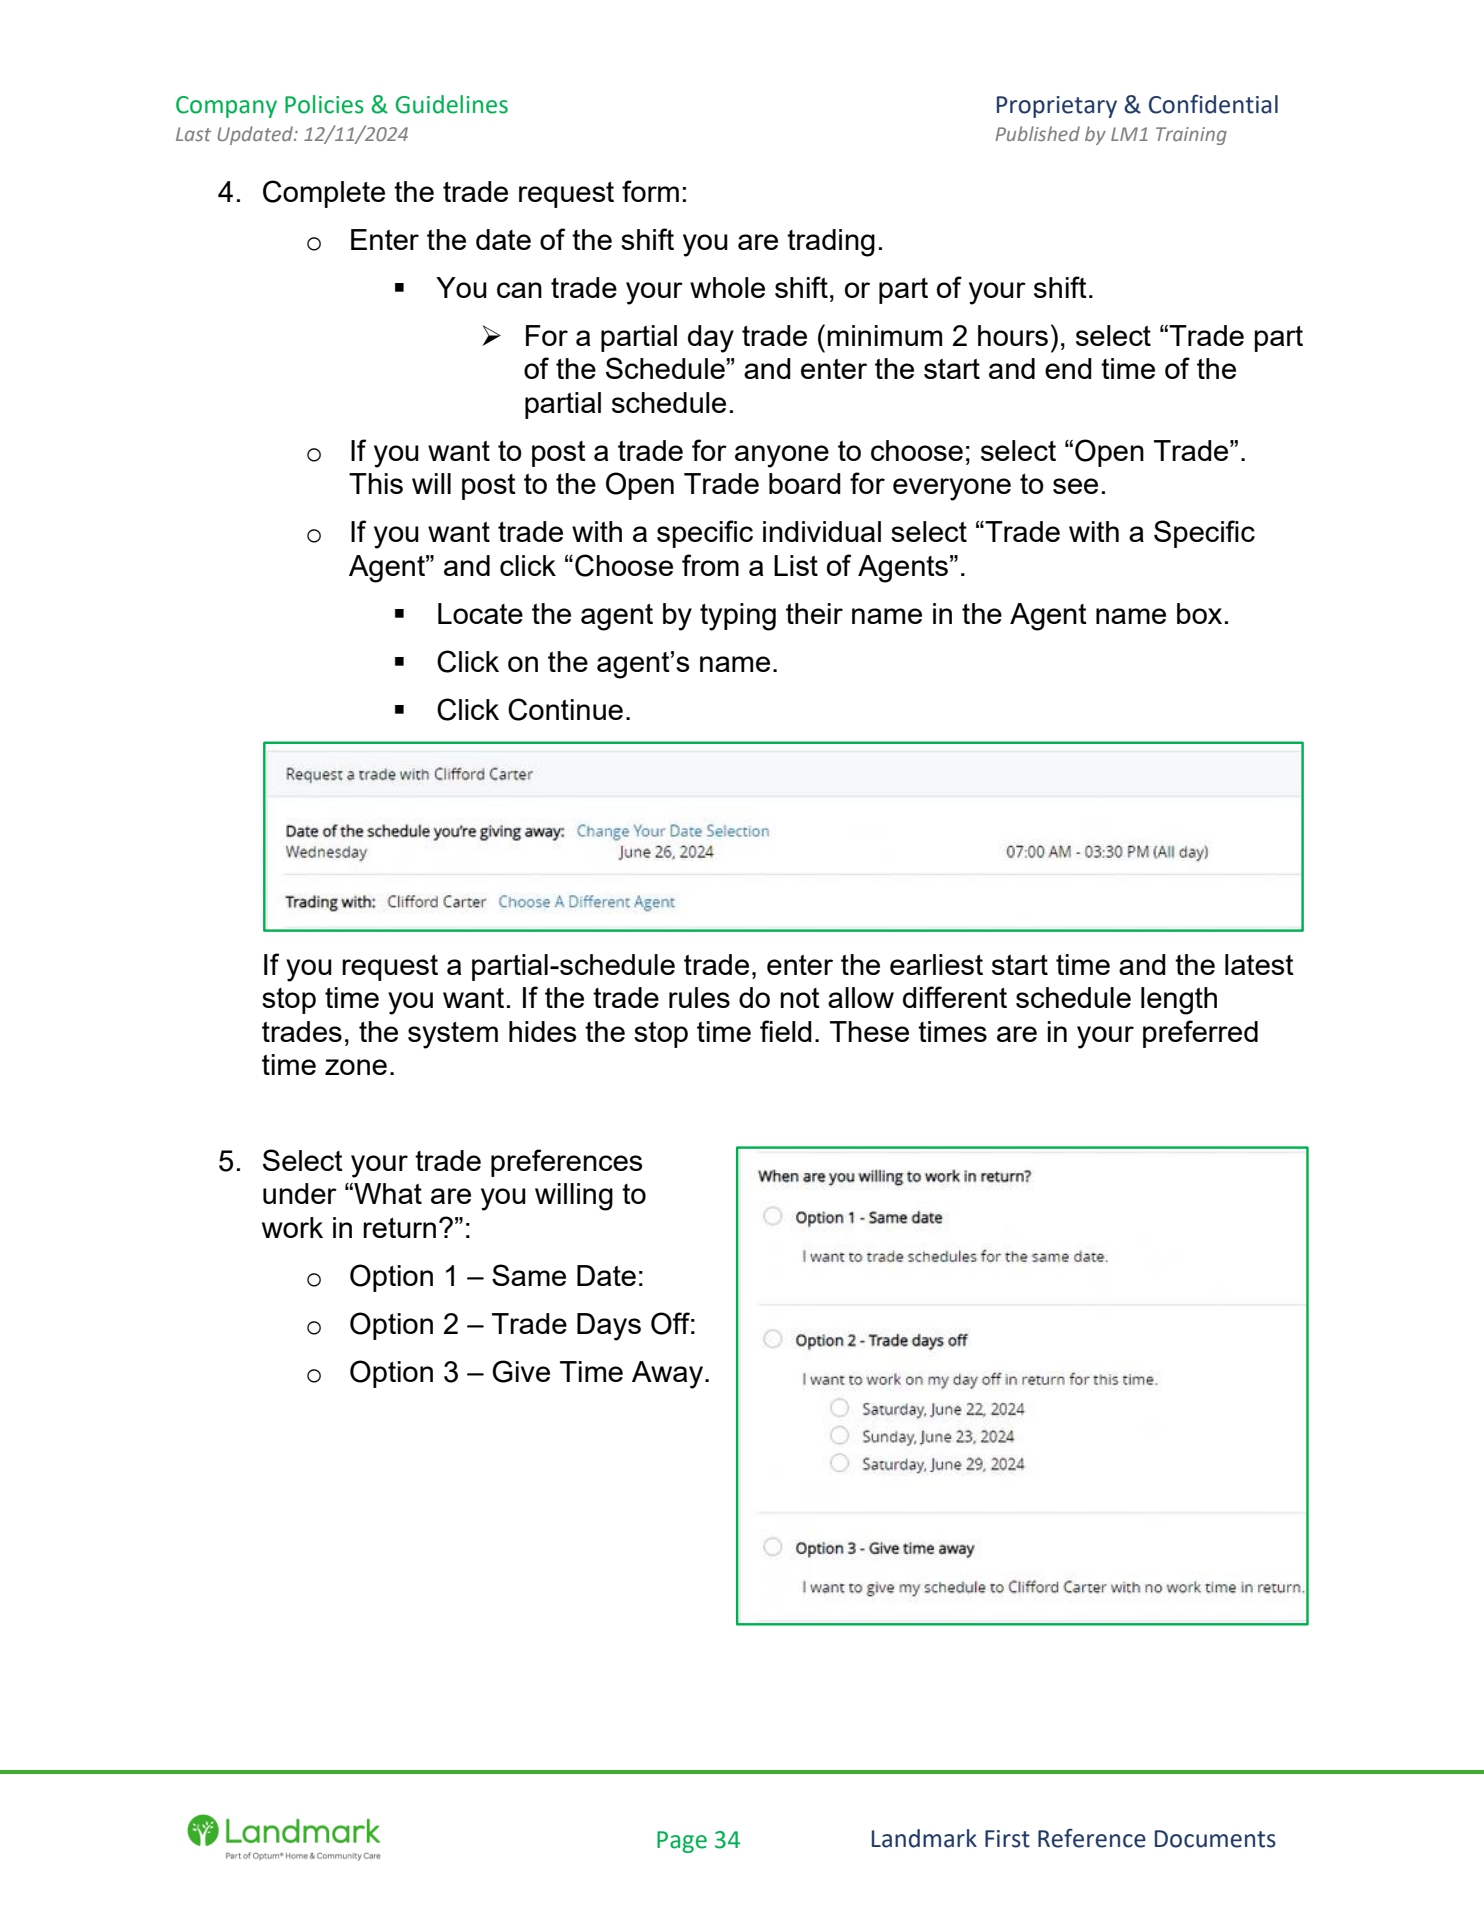 Company Policies & Guidelines
Proprietary & Confidential
Last Updated: 12/11/2024
Published by LM1 Training
4. Complete the trade request form:
o Enter the date of the shift you are trading.
▪ You can trade your whole shift, or part of your shift.
➢ For a partial day trade (minimum 2 hours), select “Trade part
of the Schedule” and enter the start and end time of the
partial schedule.
o If you want to post a trade for anyone to choose; select “Open Trade”.
This will post to the Open Trade board for everyone to see.
o If you want trade with a specific individual select “Trade with a Specific
Agent” and click “Choose from a List of Agents”.
▪ Locate the agent by typing their name in the Agent name box.
▪ Click on the agent’s name.
▪ Click Continue.
Request a trade with Clifford Carter
Date of the schedule you’re giving away: Change Your Date Selection
Wednesday June 26, 2024 07:00 AM - 03:30 PM (All day)
Trading with: Clifford Carter Choose A Different Agent
If you request a partial-schedule trade, enter the earliest start time and the latest
stop time you want. If the trade rules do not allow different schedule length
trades, the system hides the stop time field. These times are in your preferred
time zone.
5. Select your trade preferences
under “What are you willing to
work in return?”:
o Option 1 – Same Date:
o Option 2 – Trade Days Off:
o Option 3 – Give Time Away.
When are you willing to work in return?
Option 1 - Same date
I want to trade schedules for the same date.
Option 2 - Trade days off
I want to work on my day off in return for this time.
Saturday, June 22, 2024
Sunday, June 23, 2024
Saturday, June 29, 2024
Option 3 - Give time away
I want to give my schedule to Clifford Carter with no work time in return.
Landmark
Part of Optum® Home & Community Care
Page 34
Landmark First Reference Documents